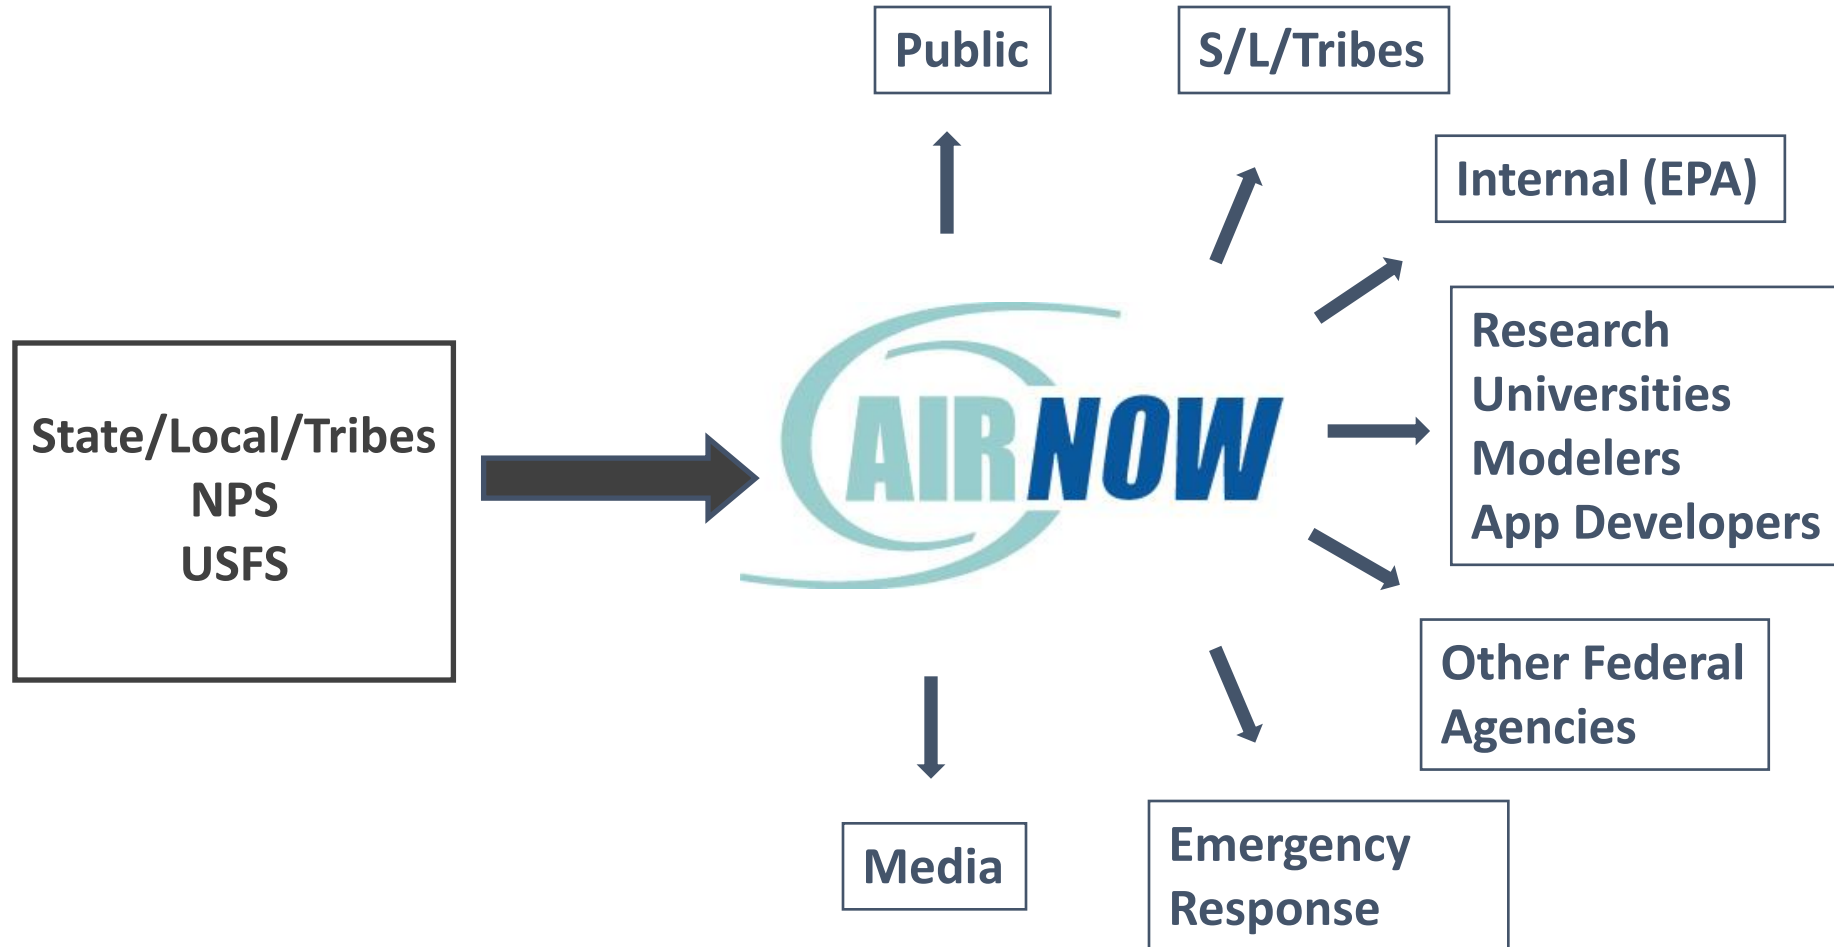 Public
S/L/Tribes
Internal (EPA)
State/Local/Tribes
NPS
USFS
AIRNOW
Research
Universities
Modelers
App Developers
Other Federal
Agencies
Media
Emergency
Response